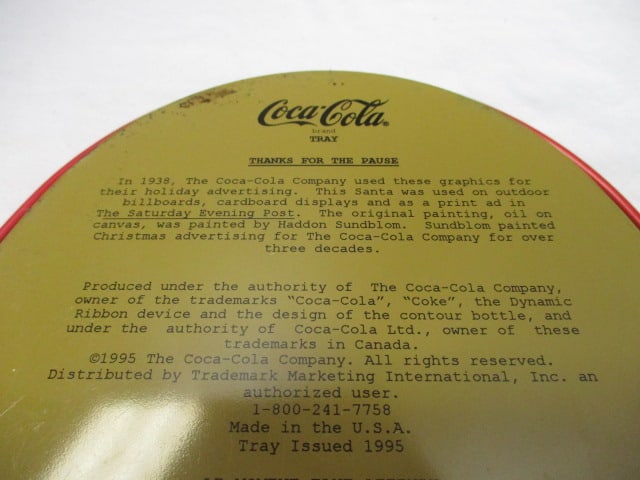 Coca-Cola®
brand
TRAY
THANKS FOR THE PAUSE
In 1938, The Coca-Cola Company used these graphics for
their holiday advertising. This Santa was used on outdoor
billboards, cardboard displays and as a print ad in
The Saturday Evening Post. The original painting, oil on
canvas, was painted by Haddon Sundblom. Sundblom painted
Christmas advertising for The Coca-Cola Company for over
three decades.
Produced under the authority of The Coca-Cola Company,
owner of the trademarks “Coca-Cola”, “Coke”, the Dynamic
Ribbon device and the design of the contour bottle, and
under the authority of Coca-Cola Ltd., owner of these
trademarks in Canada.
©1995 The Coca-Cola Company. All rights reserved.
Distributed by Trademark Marketing International, Inc. an
authorized user.
1-800-241-7758
Made in the U.S.A.
Tray Issued 1995